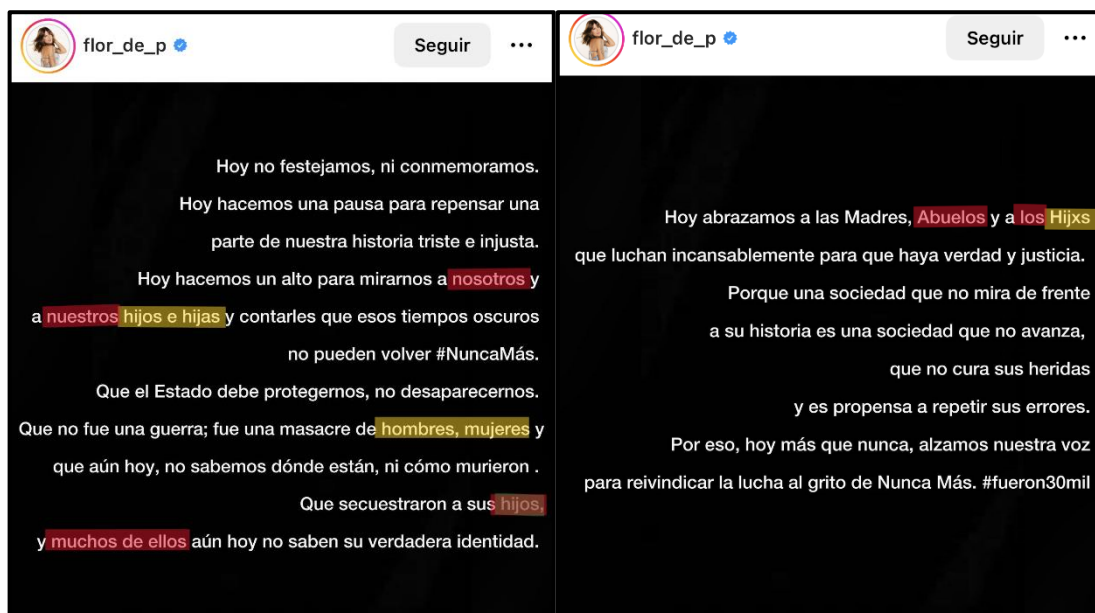 flor_de_p
Seguir
Hoy no festejamos, ni conmemoramos.
Hoy hacemos una pausa para repensar una
parte de nuestra historia triste e injusta.
Hoy hacemos un alto para mirarnos a nosotros y
a nuestros hijos e hijas y contarles que esos tiempos oscuros
no pueden volver #NuncaMás.
Que el Estado debe protegernos, no desaparecernos.
Que no fue una guerra; fue una masacre de hombres, mujeres y
que aún hoy, no sabemos dónde están, ni cómo murieron .
Que secuestraron a sus hijos,
y muchos de ellos aún hoy no saben su verdadera identidad.
flor_de_p
Seguir
Hoy abrazamos a las Madres, Abuelos y a los Hijxs
que luchan incansablemente para que haya verdad y justicia.
Porque una sociedad que no mira de frente
a su historia es una sociedad que no avanza,
que no cura sus heridas
y es propensa a repetir sus errores.
Por eso, hoy más que nunca, alzamos nuestra voz
para reivindicar la lucha al grito de Nunca Más. #fueron30mil